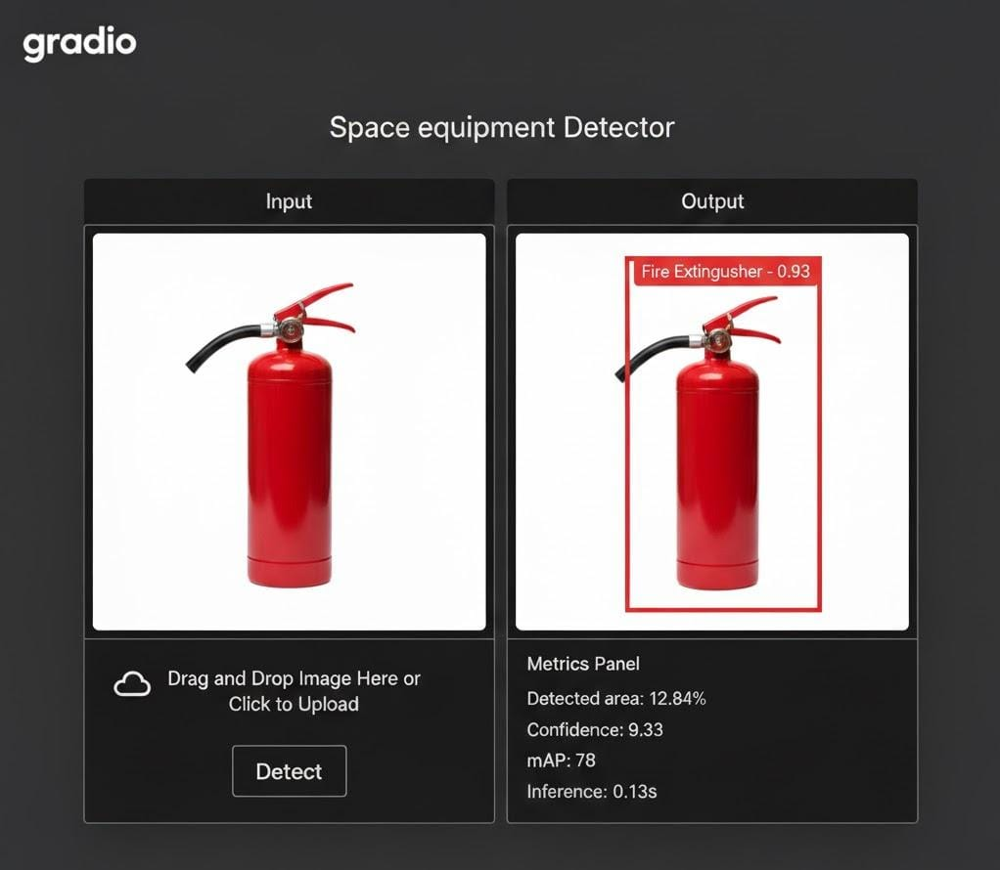 gradio
Space equipment Detector
Input
Output
Fire Extingusher - 0.93
Drag and Drop Image Here or
Click to Upload
Detect
Metrics Panel
Detected area: 12.84%
Confidence: 9.33
mAP: 78
Inference: 0.13s